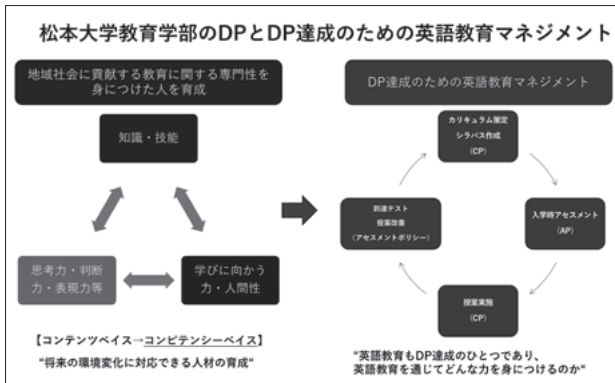 松本大学教育学部のDPとDP達成のための英語教育マネジメント
地域社会に貢献する教育に関する専門性を
身につけた人を育成
知識・技能
思考力・判断
力・表現力等
学びに向かう
力・人間性
【コンテンツベイス→コンピテンシーベイス】
"将来の環境変化に対応できる人材の育成"
DP達成のための英語教育マネジメント
カリキュラム策定
シラバス作成
(CP)
入学時アセスメント
(AP)
授業実施
(CP)
到達テスト
授業改善
(アセスメントポリシー)
"英語教育もDP達成のひとつであり、
英語教育を通じてどんな力を身につけるのか"